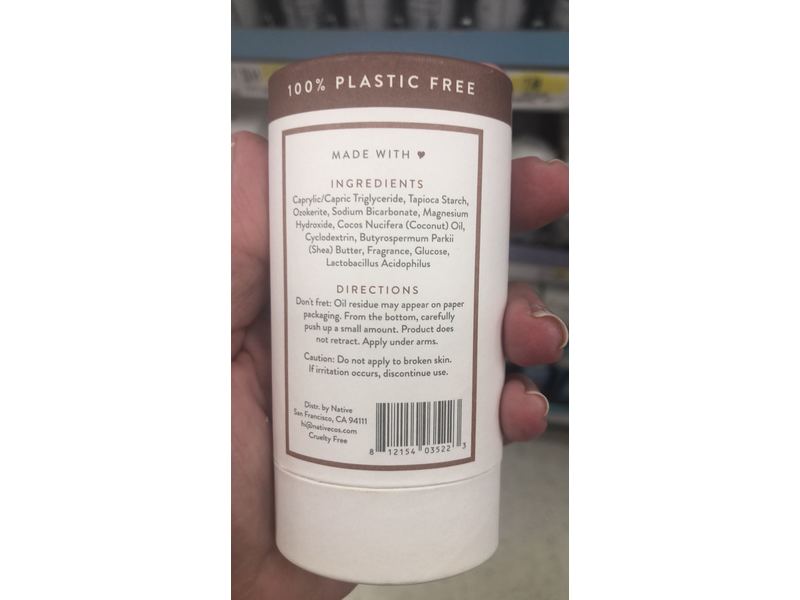 100% PLASTIC FREE
MADE WITH ♥
INGREDIENTS
Caprylic/Capric Triglyceride, Tapioca Starch,
Ozokerite, Sodium Bicarbonate, Magnesium
Hydroxide, Cocos Nucifera (Coconut) Oil,
Cyclodextrin, Butyrospermum Parkii
(Shea) Butter, Fragrance, Glucose,
Lactobacillus Acidophilus
DIRECTIONS
Don't fret: Oil residue may appear on paper
packaging. From the bottom, carefully
push up a small amount. Product does
not retract. Apply under arms.
Caution: Do not apply to broken skin.
If irritation occurs, discontinue use.
Distr. by Native
San Francisco, CA 94111
hi@nativecos.com
Cruelty Free
8 12154 03522 3